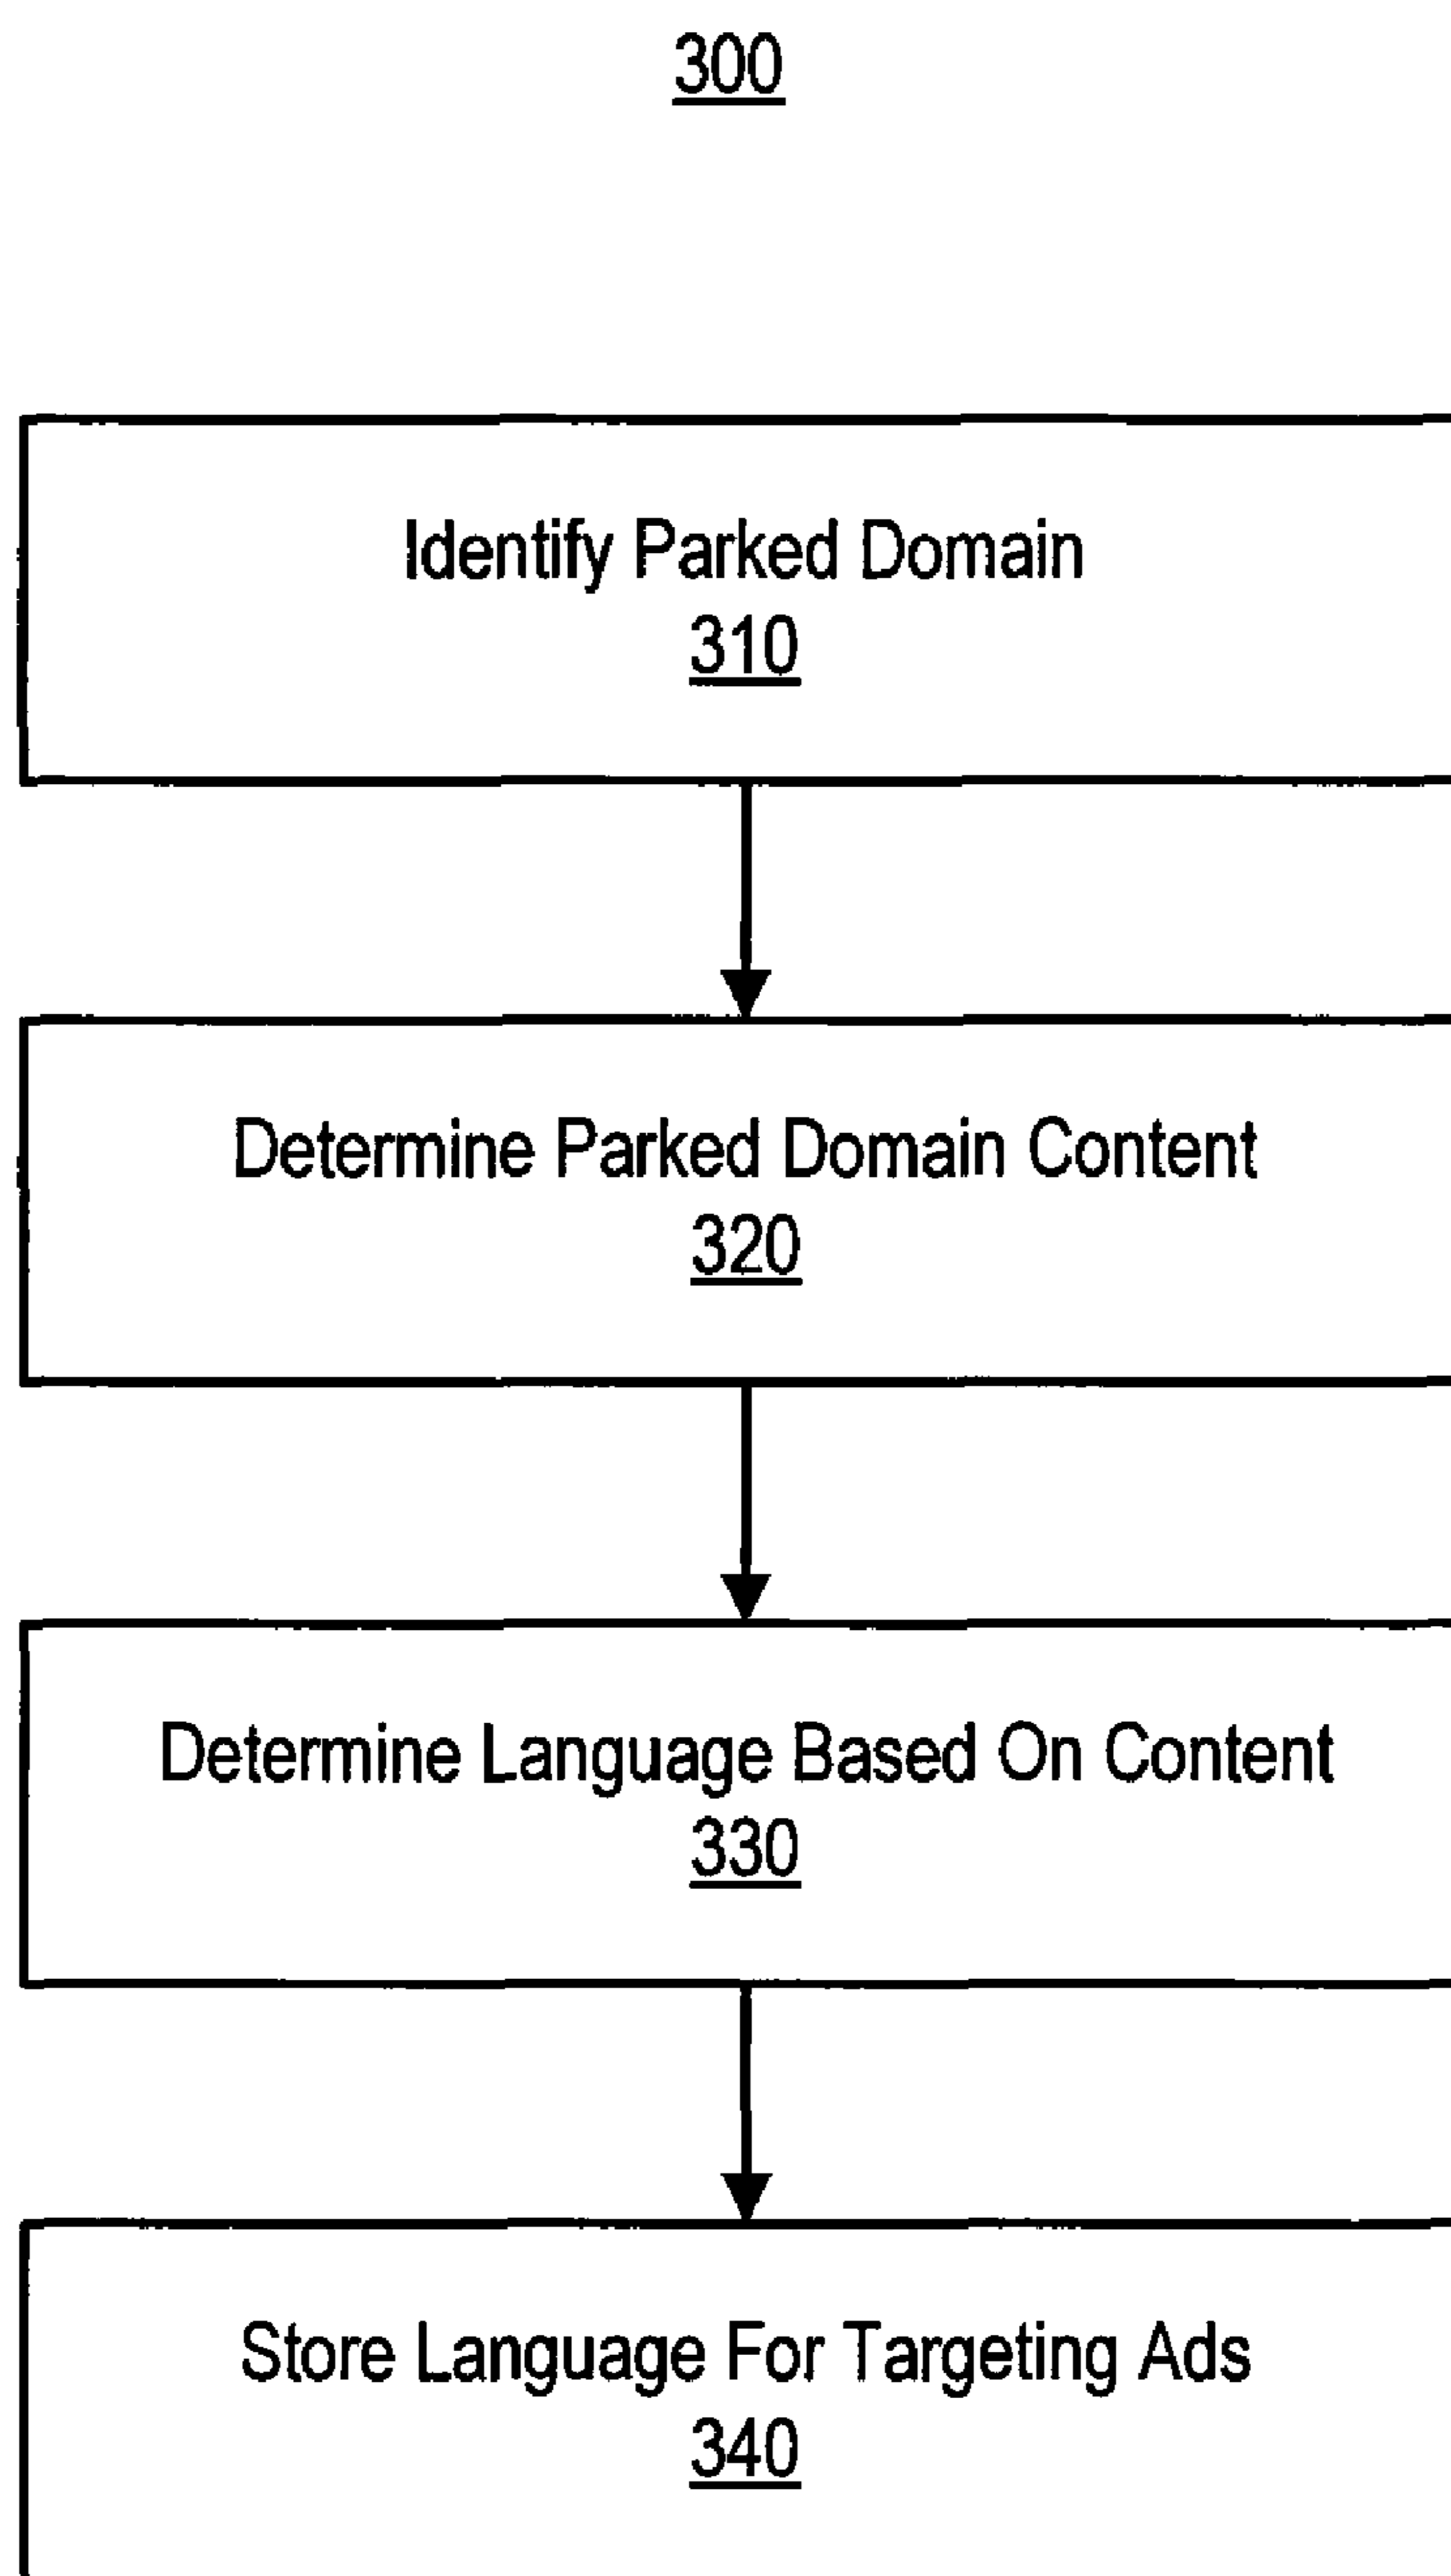 300
Identify Parked Domain
310
Determine Parked Domain Content
320
Determine Language Based On Content
330
Store Language For Targeting Ads
340